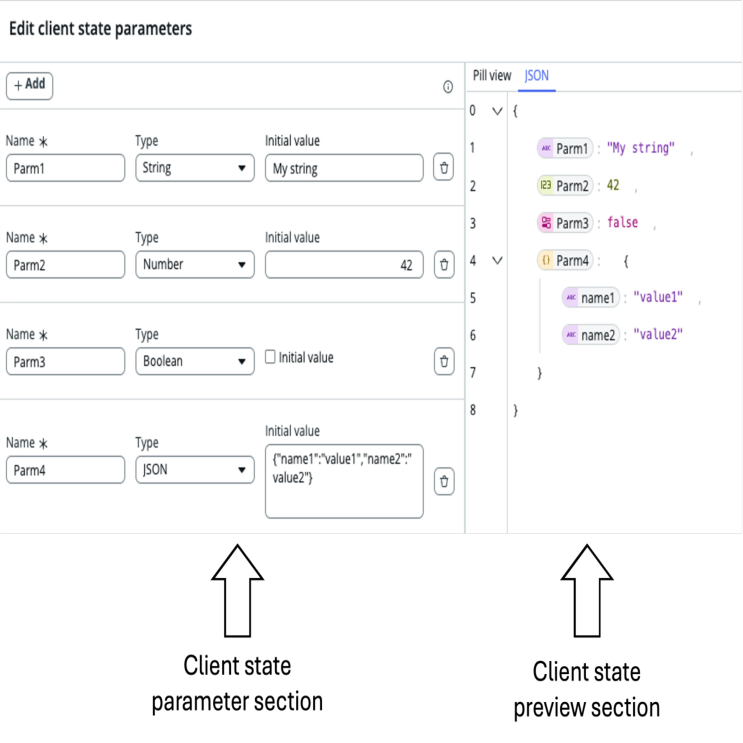 Edit client state parameters
+ Add
Name * Type Initial value
Parm1 String My string
Name * Type Initial value
Parm2 Number 42
Name * Type
Parm3 Boolean Initial value
Name * Type Initial value
Parm4 JSON {"name1":"value1","name2":"
value2"}
Pill view JSON
0 {
1 ABC Parm1 : "My string" ,
2 123 Parm2 : 42 ,
3 Parm3 : false ,
4 {} Parm4 : {
5 ABC name1 : "value1" ,
6 ABC name2 : "value2"
7 }
8 }
Client state
parameter section
Client state
preview section